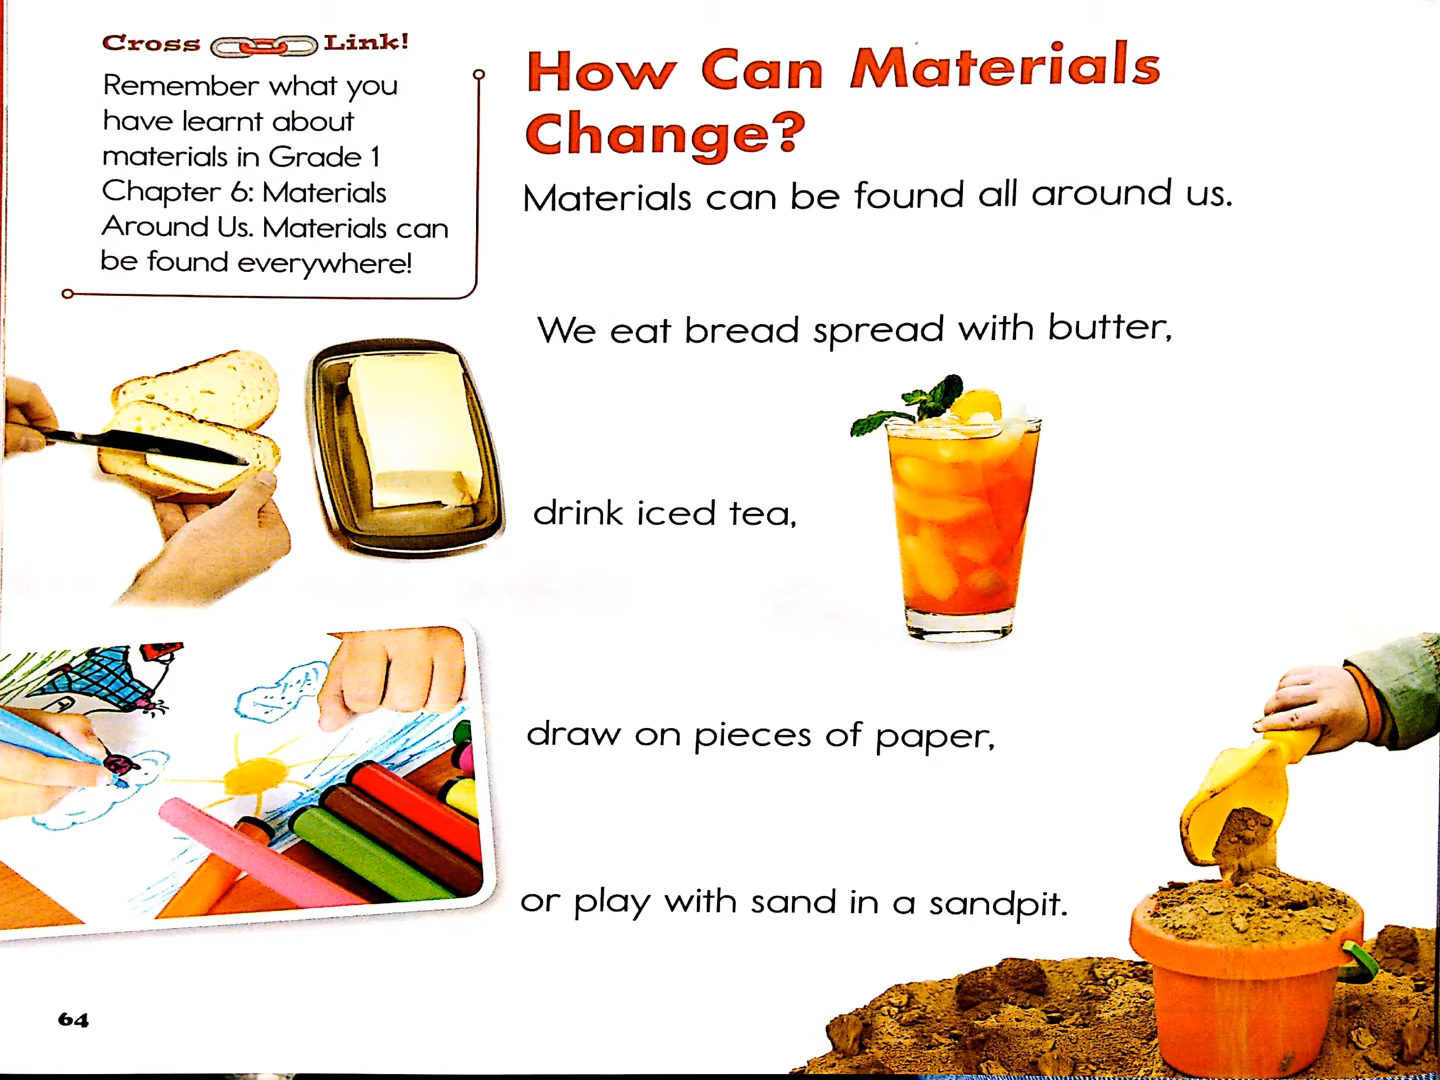 Cross Link!
Remember what you
have learnt about
materials in Grade 1
Chapter 6: Materials
Around Us. Materials can
be found everywhere!
How Can Materials
Change?
Materials can be found all around us.
We eat bread spread with butter,
drink iced tea,
draw on pieces of paper,
or play with sand in a sandpit.
64